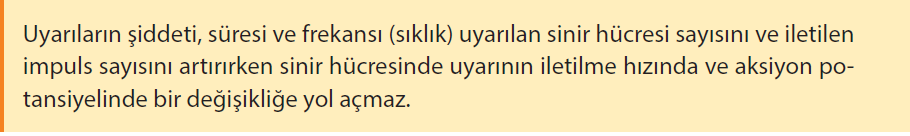 Uyarıların şiddeti, süresi ve frekansı (sıklık) uyarılan sinir hücresi sayısını ve iletilen
impuls sayısını artırırken sinir hücresinde uyarının iletilme hızında ve aksiyon po-
tansiyelinde bir değişikliğe yol açmaz.